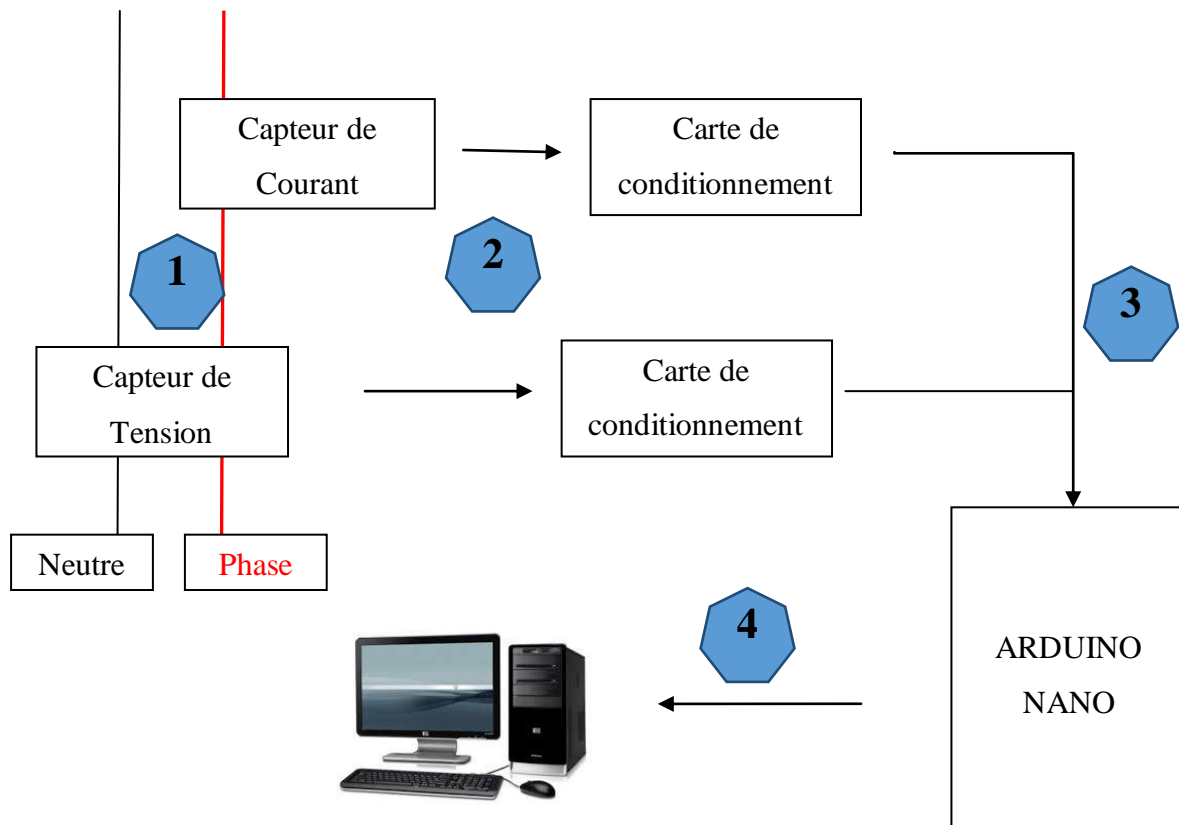 Capteur de
Courant
Carte de
conditionnement
1
2
3
Capteur de
Tension
Carte de
conditionnement
Neutre
Phase
4
ARDUINO
NANO